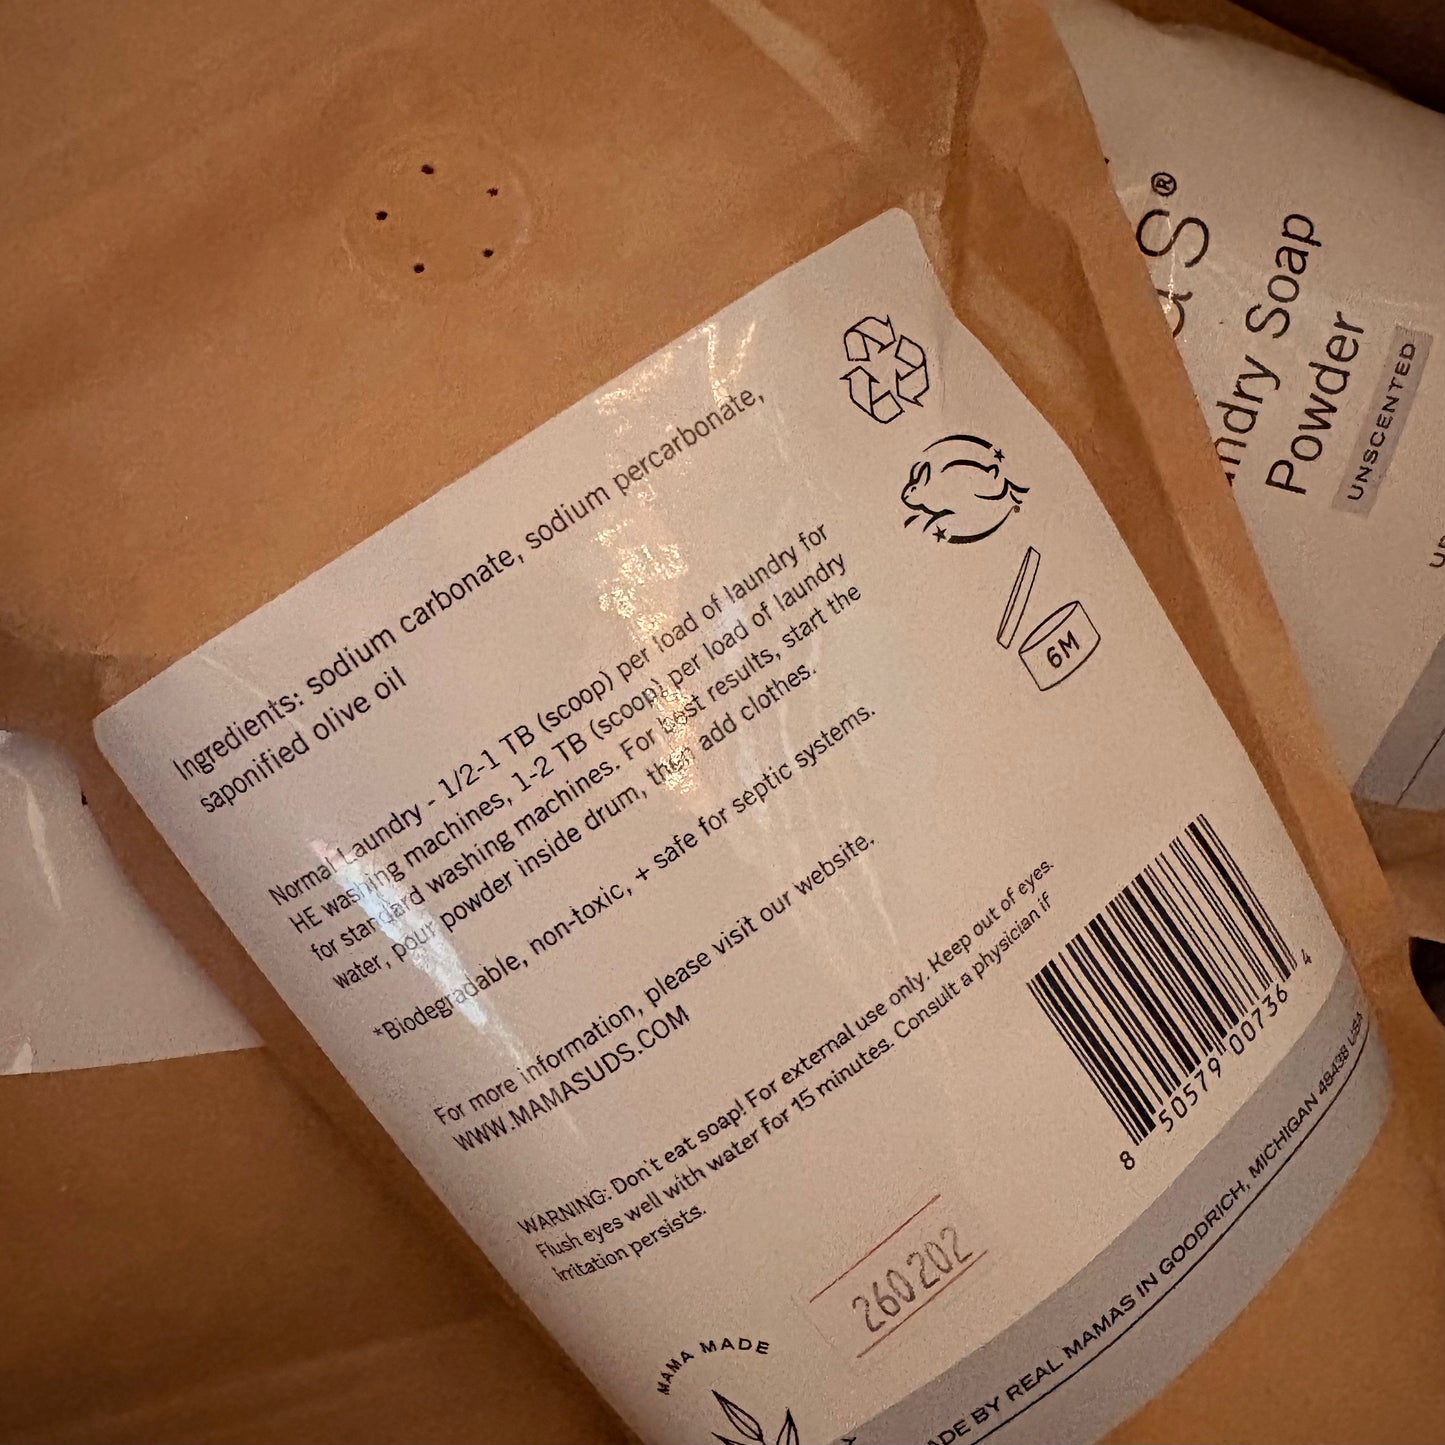 Ingredients: sodium carbonate, sodium percarbonate,
saponified olive oil
Normal Laundry - 1/2-1 TB (scoop) per load of laundry for
HE washing machines, 1-2 TB (scoop) per load of laundry
for standard washing machines. For best results, start the
water, pour powder inside drum, then add clothes.
*Biodegradable, non-toxic, + safe for septic systems.
For more information, please visit our website.
WWW.MAMASUDS.COM
WARNING: Don't eat soap! For external use only. Keep out of eyes.
Flush eyes well with water for 15 minutes. Consult a physician if
irritation persists.
6M
8 50579 00736 4
260202
MAMA MADE
ADE BY REAL MAMAS IN GOODRICH, MICHIGAN 48438 USA
as®
ndry Soap
Powder
UNSCENTED